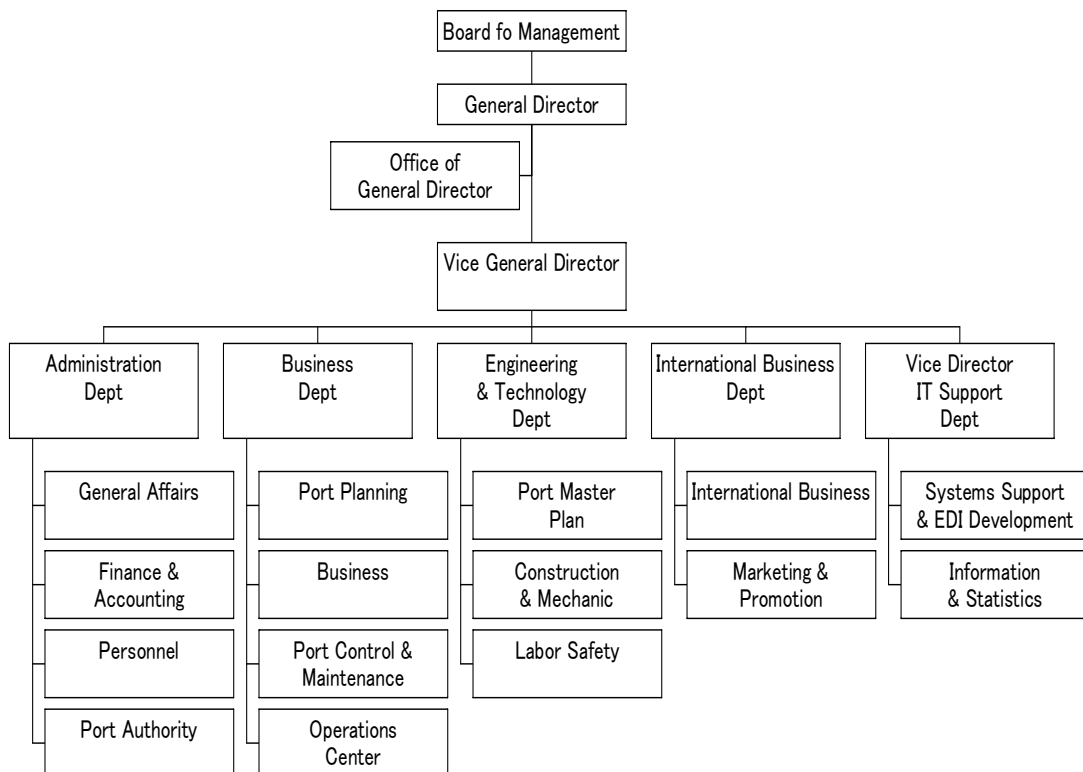 Board fo Management
General Director
Office of
General Director
Vice General Director
Administration
Dept
Business
Dept
Engineering
& Technology
Dept
International Business
Dept
Vice Director
IT Support
Dept
General Affairs
Finance &
Accounting
Personnel
Port Authority
Port Planning
Business
Port Control &
Maintenance
Operations
Center
Port Master
Plan
Construction
& Mechanic
Labor Safety
International Business
Marketing &
Promotion
Systems Support
& EDI Development
Information
& Statistics